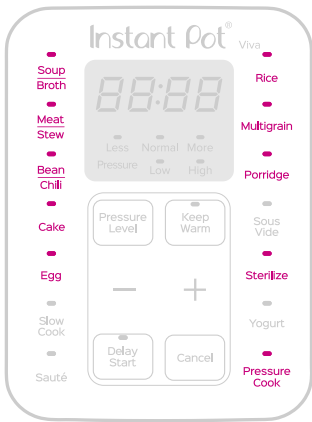 Instant Pot®
Viva
Soup
Broth
Meat
Stew
Bean
Chili
Cake
Egg
Slow
Cook
Sauté
88:88
Less Normal More
Pressure Low High
Pressure
Level
Keep
Warm
— +
Delay
Start
Cancel
Rice
Multigrain
Porridge
Sous
Vide
Sterilize
Yogurt
Pressure
Cook